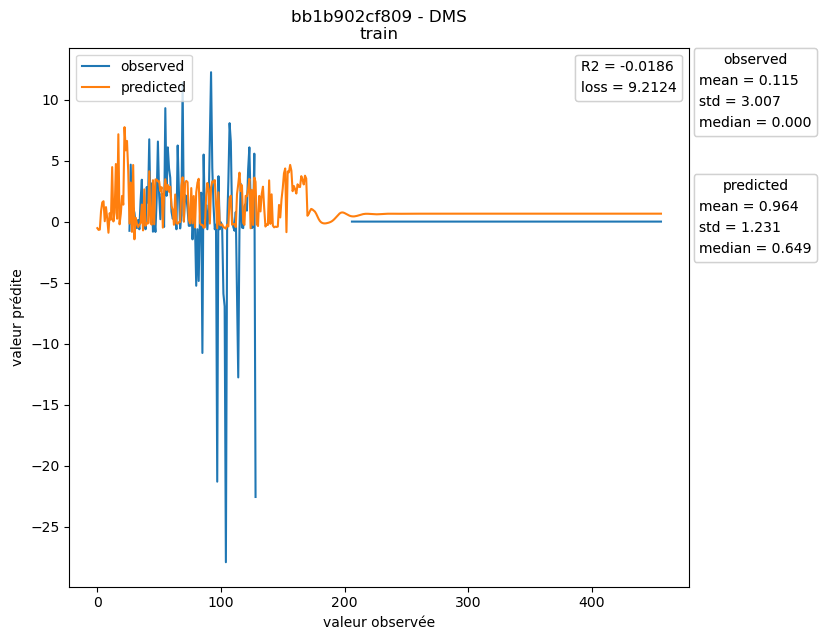 bb1b902cf809 - DMS
train
observed
predicted
R2 = -0.0186
loss = 9.2124
observed
mean = 0.115
std = 3.007
median = 0.000
predicted
mean = 0.964
std = 1.231
median = 0.649
valeur prédite
10
5
0
−5
−10
−15
−20
−25
0
100
200
300
400
valeur observée